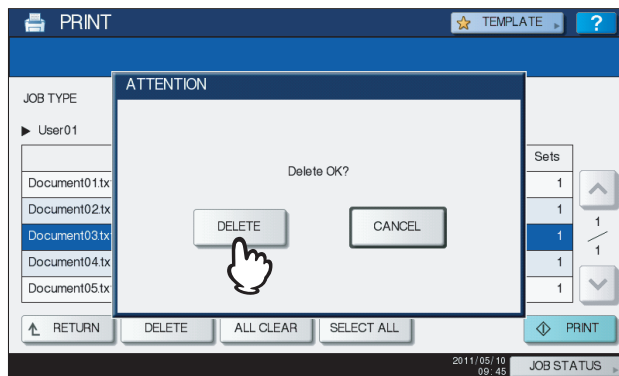 PRINT
TEMPLATE
?
ATTENTION
JOB TYPE
User01
Sets
Delete OK?
Document01.tx 1
Document02.tx 1
Document03.tx 1
Document04.tx 1
Document05.tx 1
1
1
DELETE CANCEL
RETURN DELETE ALL CLEAR SELECT ALL PRINT
2011/05/10
09:45
JOB STATUS